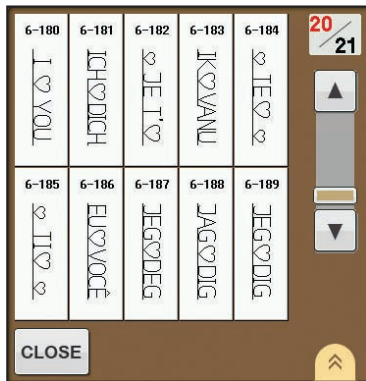 6-180 6-181 6-182 6-183 6-184
I ♡ YOU
ICH♡DICH
♡ JE T'♡
IK♡VANU
♡ TE♡ ♡
6-185 6-186 6-187 6-188 6-189
♡ TI♡ ♡
EU♡VOCÊ
JEG♡DEG
JAG♡DIG
JEG♡DIG
20/21
CLOSE